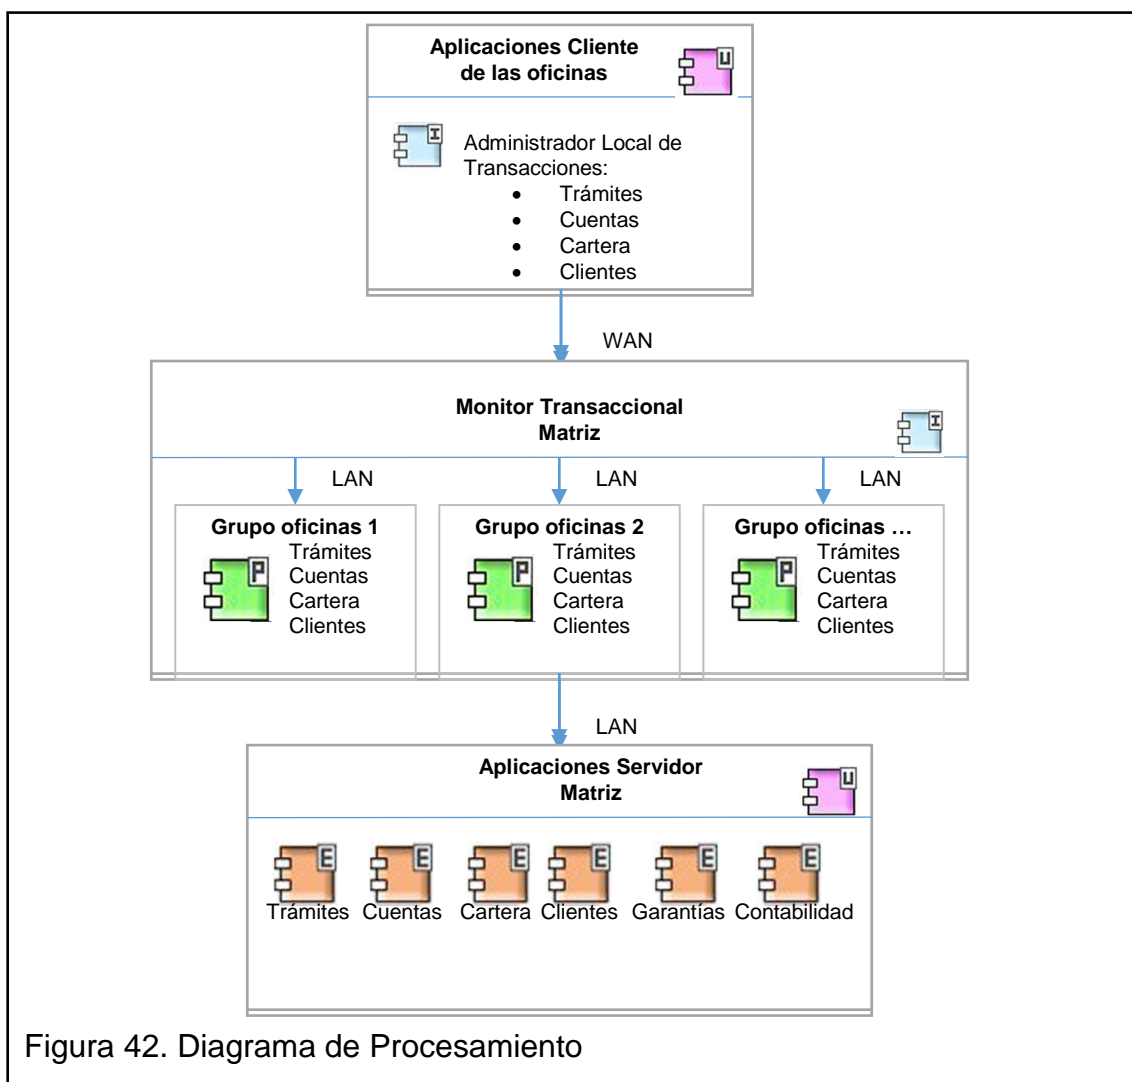 Aplicaciones Cliente
de las oficinas
U
I
Administrador Local de
Transacciones:
• Trámites
• Cuentas
• Cartera
• Clientes
WAN
Monitor Transaccional
Matriz
I
LAN
LAN
LAN
Grupo oficinas 1
P
Trámites
Cuentas
Cartera
Clientes
Grupo oficinas 2
P
Trámites
Cuentas
Cartera
Clientes
Grupo oficinas …
P
Trámites
Cuentas
Cartera
Clientes
LAN
Aplicaciones Servidor
Matriz
U
E E E E E E
Trámites Cuentas Cartera Clientes Garantías Contabilidad
Figura 42. Diagrama de Procesamiento